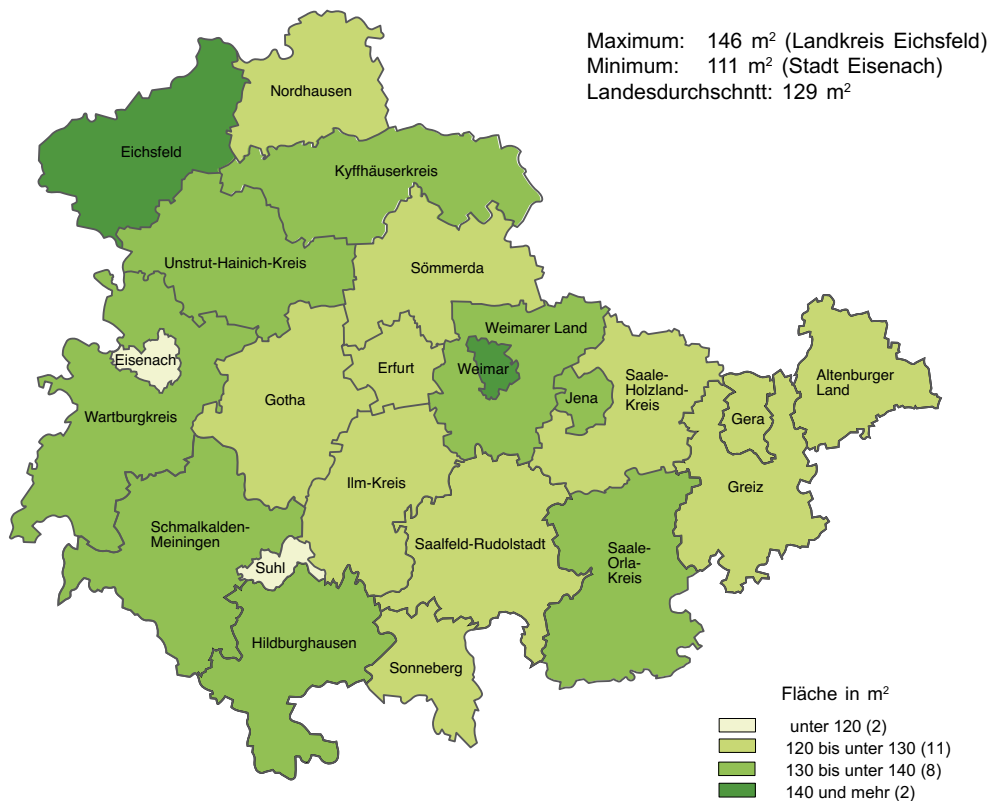 Maximum: 146 m² (Landkreis Eichsfeld)
Minimum: 111 m² (Stadt Eisenach)
Landesdurchschntt: 129 m²
Nordhausen
Eichsfeld
Kyffhäuserkreis
Unstrut-Hainich-Kreis
Sömmerda
Weimarer Land
Eisenach
Erfurt
Weimar
Saale-
Holzland-
Kreis
Altenburger
Land
Wartburgkreis
Gotha
Jena
Gera
Ilm-Kreis
Greiz
Schmalkalden-
Meiningen
Saalfeld-Rudolstadt
Saale-
Orla-
Kreis
Suhl
Hildburghausen
Sonneberg
Fläche in m²
unter 120 (2)
120 bis unter 130 (11)
130 bis unter 140 (8)
140 und mehr (2)